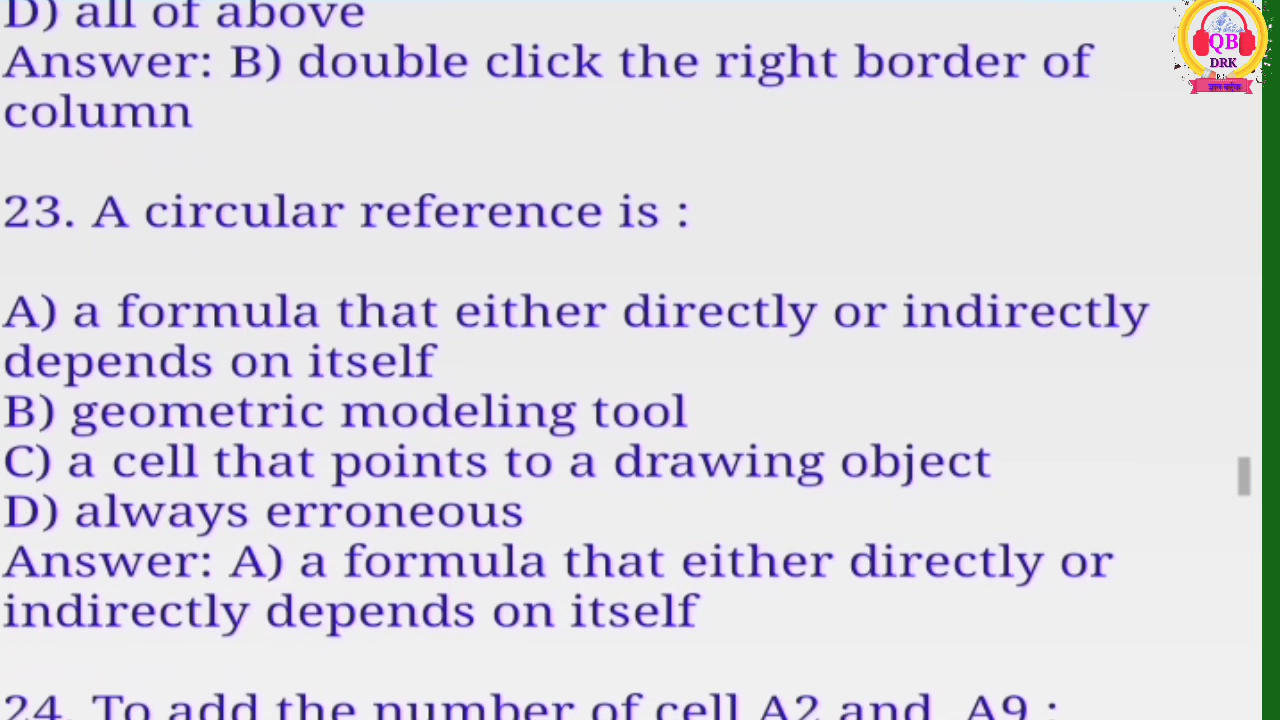 D) all of above
Answer: B) double click the right border of
column
23. A circular reference is :
A) a formula that either directly or indirectly
depends on itself
B) geometric modeling tool
C) a cell that points to a drawing object
D) always erroneous
Answer: A) a formula that either directly or
indirectly depends on itself
24. To add the number of cell A2 and  A9 :
QB
DRK